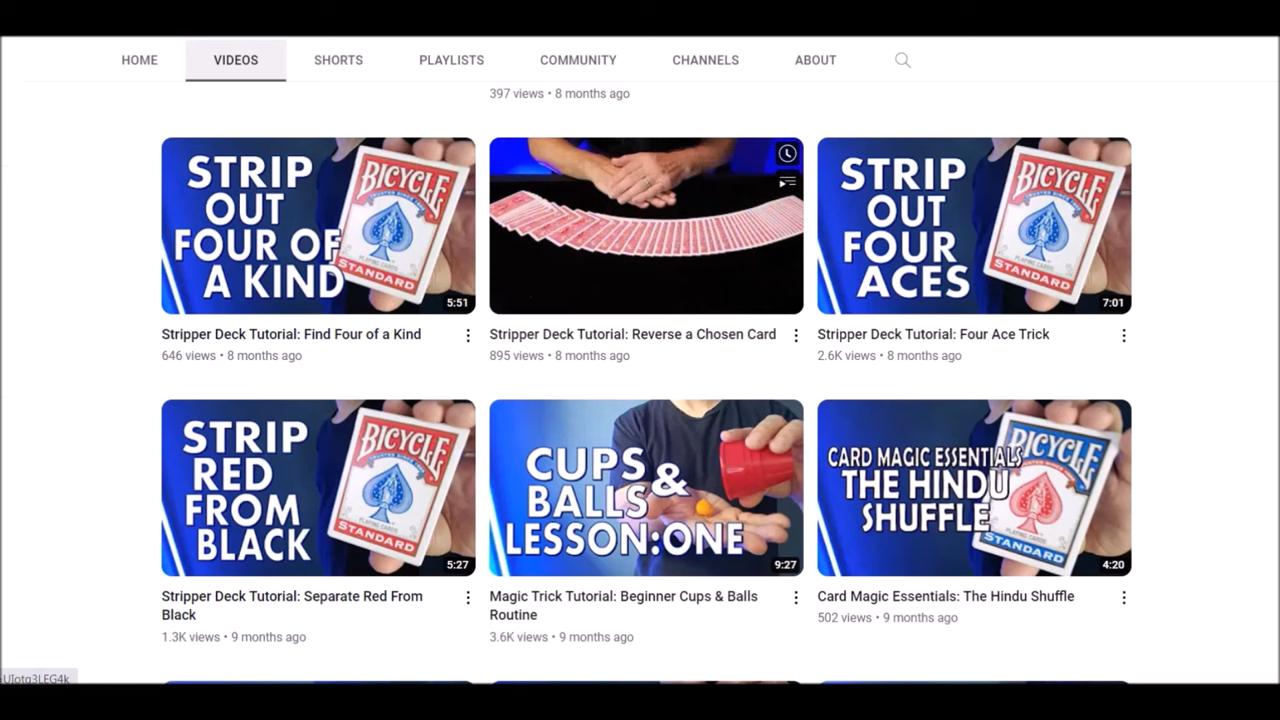 HOME VIDEOS SHORTS PLAYLISTS COMMUNITY CHANNELS ABOUT
397 views • 8 months ago
STRIP
OUT
FOUR OF
A KIND
BICYCLE
PLAYING CARDS
STANDARD
5:51
STRIP
OUT
FOUR
ACES
BICYCLE
PLAYING CARDS
STANDARD
7:01
Stripper Deck Tutorial: Find Four of a Kind
646 views • 8 months ago
Stripper Deck Tutorial: Reverse a Chosen Card
895 views • 8 months ago
Stripper Deck Tutorial: Four Ace Trick
2.6K views • 8 months ago
STRIP
RED
FROM
BLACK
BICYCLE
PLAYING CARDS
STANDARD
5:27
CUPS &
BALLS
LESSON:ONE
9:27
CARD MAGIC ESSENTIALS
THE HINDU
SHUFFLE
BICYCLE
STANDARD
4:20
Stripper Deck Tutorial: Separate Red From
Black
1.3K views • 9 months ago
Magic Trick Tutorial: Beginner Cups & Balls
Routine
3.6K views • 9 months ago
Card Magic Essentials: The Hindu Shuffle
502 views • 9 months ago